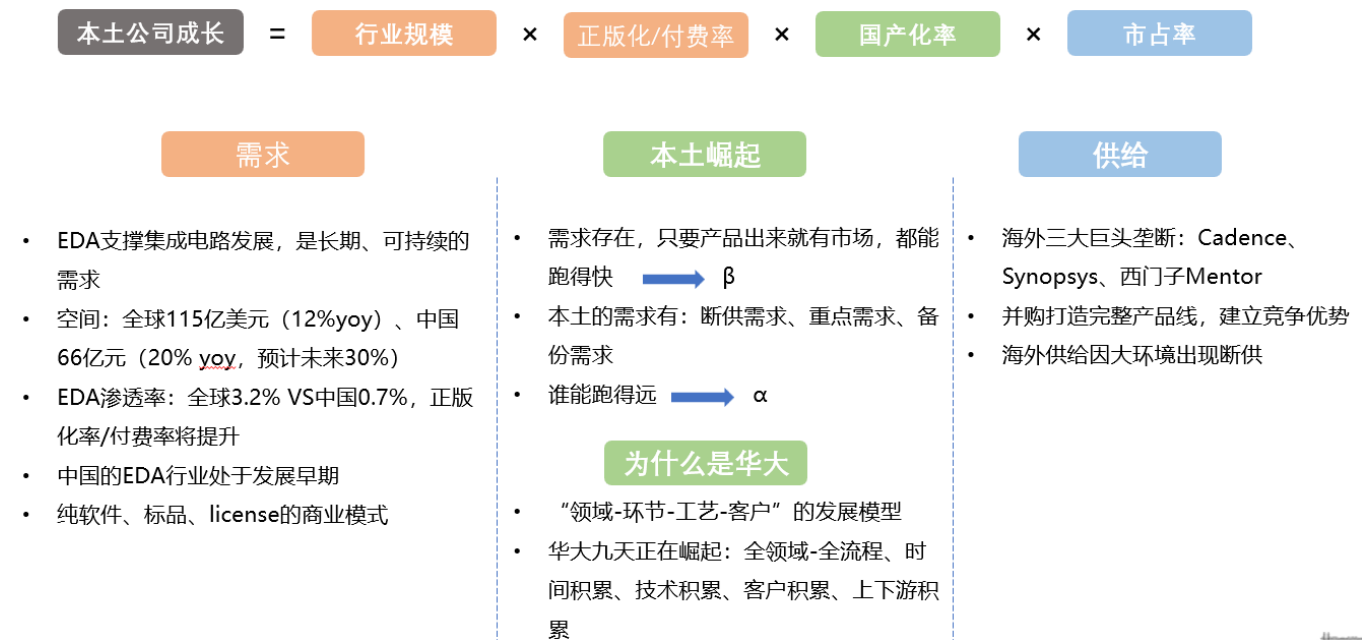 本土公司成长 = 行业规模 × 正版化/付费率 × 国产化率 × 市占率
需求
• EDA支撑集成电路发展，是长期、可持续的
需求
• 空间：全球115亿美元（12%yoy）、中国
66亿元（20% yoy，预计未来30%）
• EDA渗透率：全球3.2% VS中国0.7%，正版
化率/付费率将提升
• 中国的EDA行业处于发展早期
• 纯软件、标品、license的商业模式
本土崛起
• 需求存在，只要产品出来就有市场，都能
跑得快 β
• 本土的需求有：断供需求、重点需求、备
份需求
• 谁能跑得远 α
为什么是华大
• “领域-环节-工艺-客户”的发展模型
• 华大九天正在崛起：全领域-全流程、时
间积累、技术积累、客户积累、上下游积
累
供给
• 海外三大巨头垄断：Cadence、
Synopsys、西门子Mentor
• 并购打造完整产品线，建立竞争优势
• 海外供给因大环境出现断供